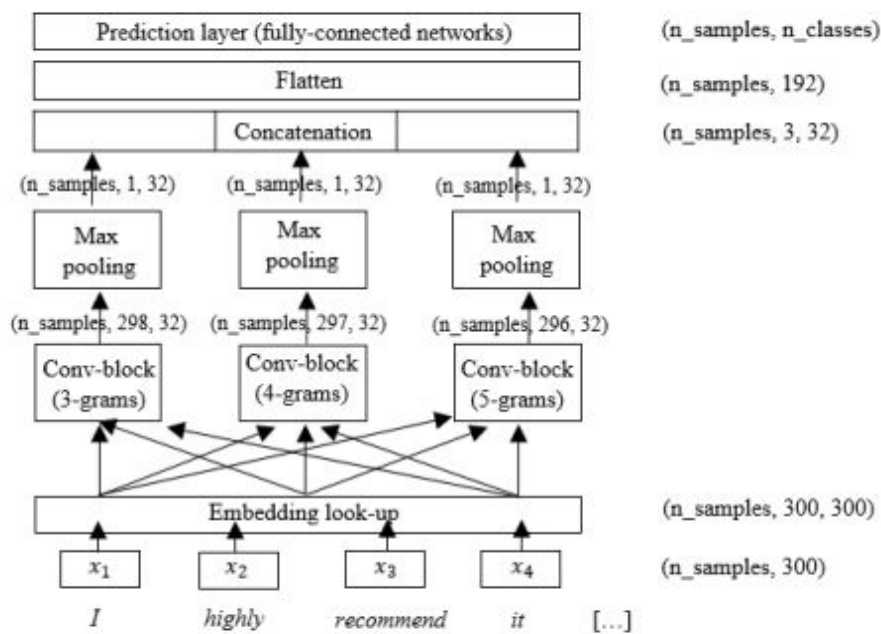 Prediction layer (fully-connected networks) (n_samples, n_classes)
Flatten (n_samples, 192)
Concatenation (n_samples, 3, 32)
(n_samples, 1, 32) (n_samples, 1, 32) (n_samples, 1, 32)
Max Max Max
pooling pooling pooling
(n_samples, 298, 32) (n_samples, 297, 32) (n_samples, 296, 32)
Conv-block Conv-block Conv-block
(3-grams) (4-grams) (5-grams)
Embedding look-up (n_samples, 300, 300)
x₁ x₂ x₃ x₄ (n_samples, 300)
I highly recommend it [...]